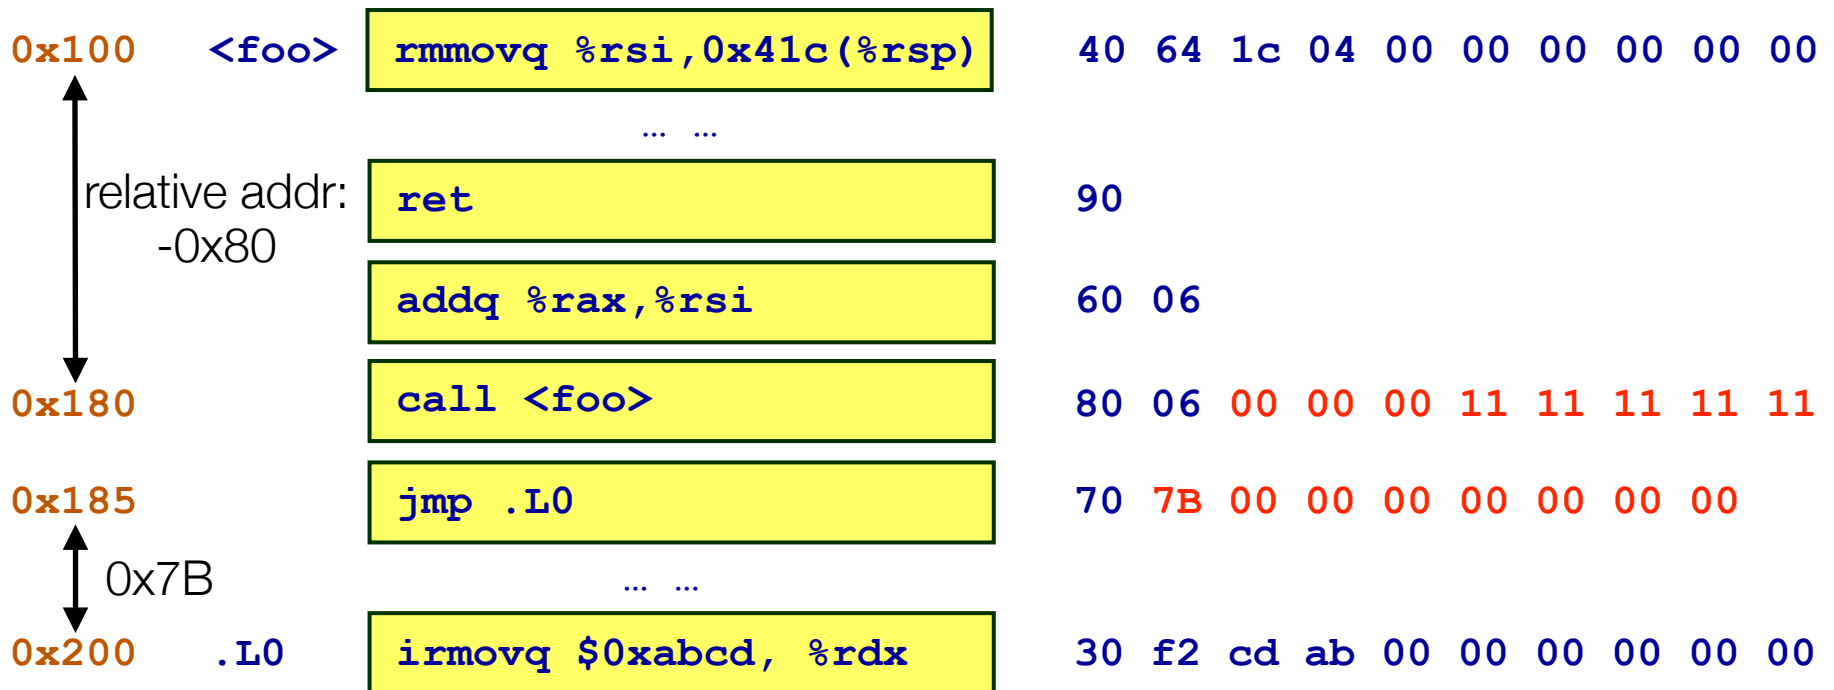 0x100 <foo> rmmovq %rsi,0x41c(%rsp) 40 64 1c 04 00 00 00 00 00 00
… …
relative addr:
-0x80
ret 90
addq %rax,%rsi 60 06
0x180 call <foo> 80 06 00 00 00 11 11 11 11 11
0x185 jmp .L0 70 7B 00 00 00 00 00 00 00
0x7B
… …
0x200 .L0 irmovq $0xabcd, %rdx 30 f2 cd ab 00 00 00 00 00 00